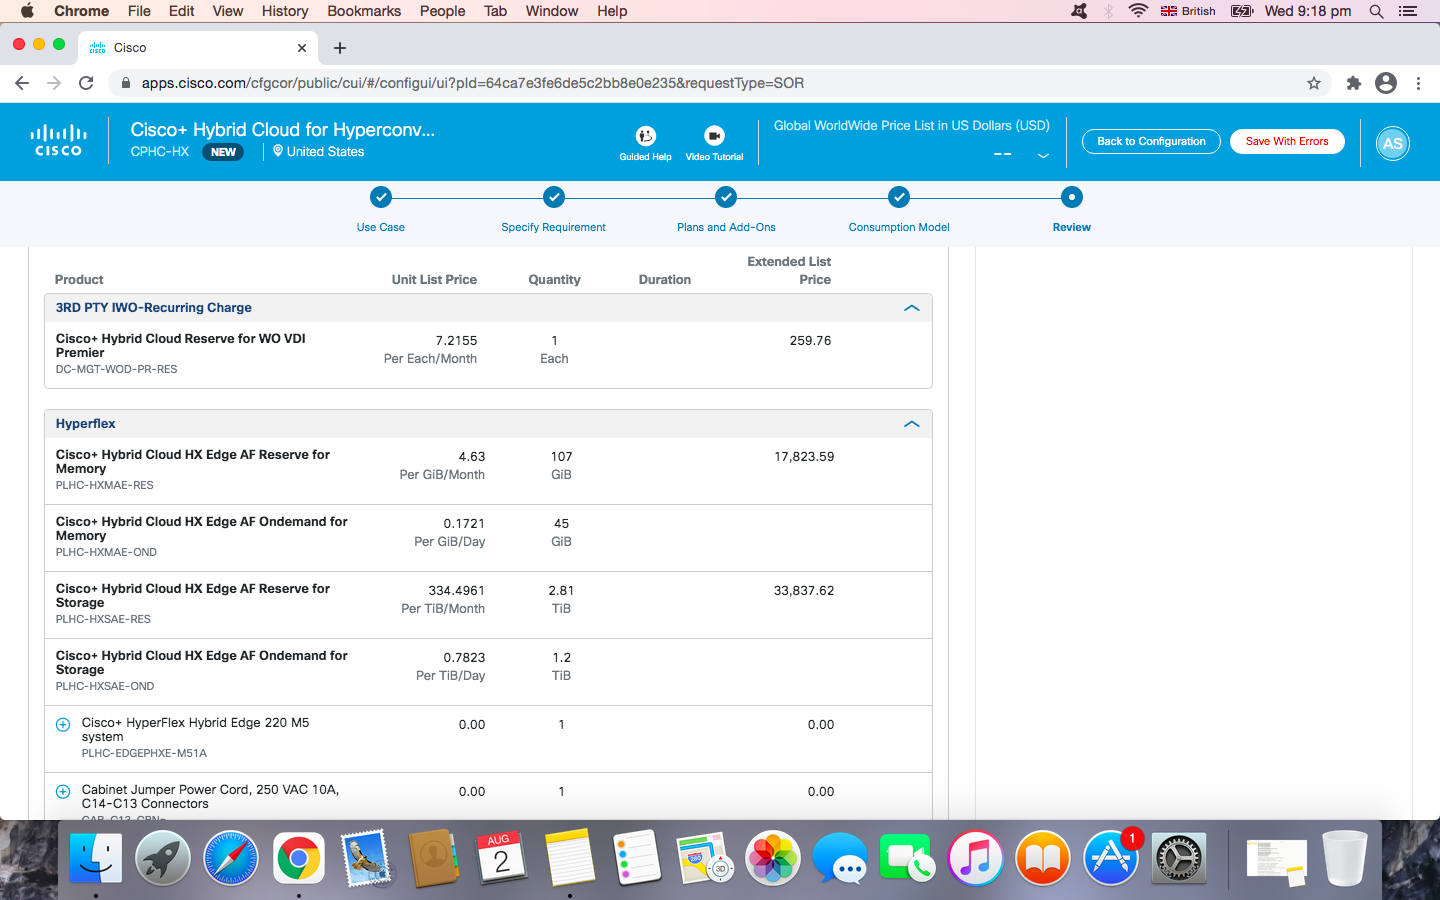 Chrome File Edit View History Bookmarks People Tab Window Help British Wed 9:18 pm
Cisco
apps.cisco.com/cfgcor/public/cui/#/configui/ui?pId=64ca7e3fe6de5c2bb8e0e235&requestType=SOR
CISCO
Cisco+ Hybrid Cloud for Hyperconv...
CPHC-HX NEW United States
Guided Help Video Tutorial
Global WorldWide Price List in US Dollars (USD)
--
Back to Configuration Save With Errors AS
Use Case Specify Requirement Plans and Add-Ons Consumption Model Review
Product Unit List Price Quantity Duration Extended List Price
3RD PTY IWO-Recurring Charge
Cisco+ Hybrid Cloud Reserve for WO VDI 7.2155 1 259.76
Premier Per Each/Month Each
DC-MGT-WOD-PR-RES
Hyperflex
Cisco+ Hybrid Cloud HX Edge AF Reserve for 4.63 107 17,823.59
Memory Per GiB/Month GiB
PLHC-HXMAE-RES
Cisco+ Hybrid Cloud HX Edge AF Ondemand for 0.1721 45
Memory Per GiB/Day GiB
PLHC-HXMAE-OND
Cisco+ Hybrid Cloud HX Edge AF Reserve for 334.4961 2.81 33,837.62
Storage Per TiB/Month TiB
PLHC-HXSAE-RES
Cisco+ Hybrid Cloud HX Edge AF Ondemand for 0.7823 1.2
Storage Per TiB/Day TiB
PLHC-HXSAE-OND
Cisco+ HyperFlex Hybrid Edge 220 M5 0.00 1 0.00
system
PLHC-EDGEPHXE-M51A
Cabinet Jumper Power Cord, 250 VAC 10A, 0.00 1 0.00
C14-C13 Connectors
AUG
2
280
3D
1